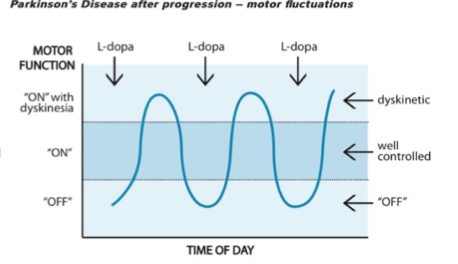 Parkinson's Disease after progression – motor fluctuations
MOTOR
FUNCTION
L-dopa
L-dopa
L-dopa
"ON" with
dyskinesia
dyskinetic
"ON"
well
controlled
"OFF"
"OFF"
TIME OF DAY